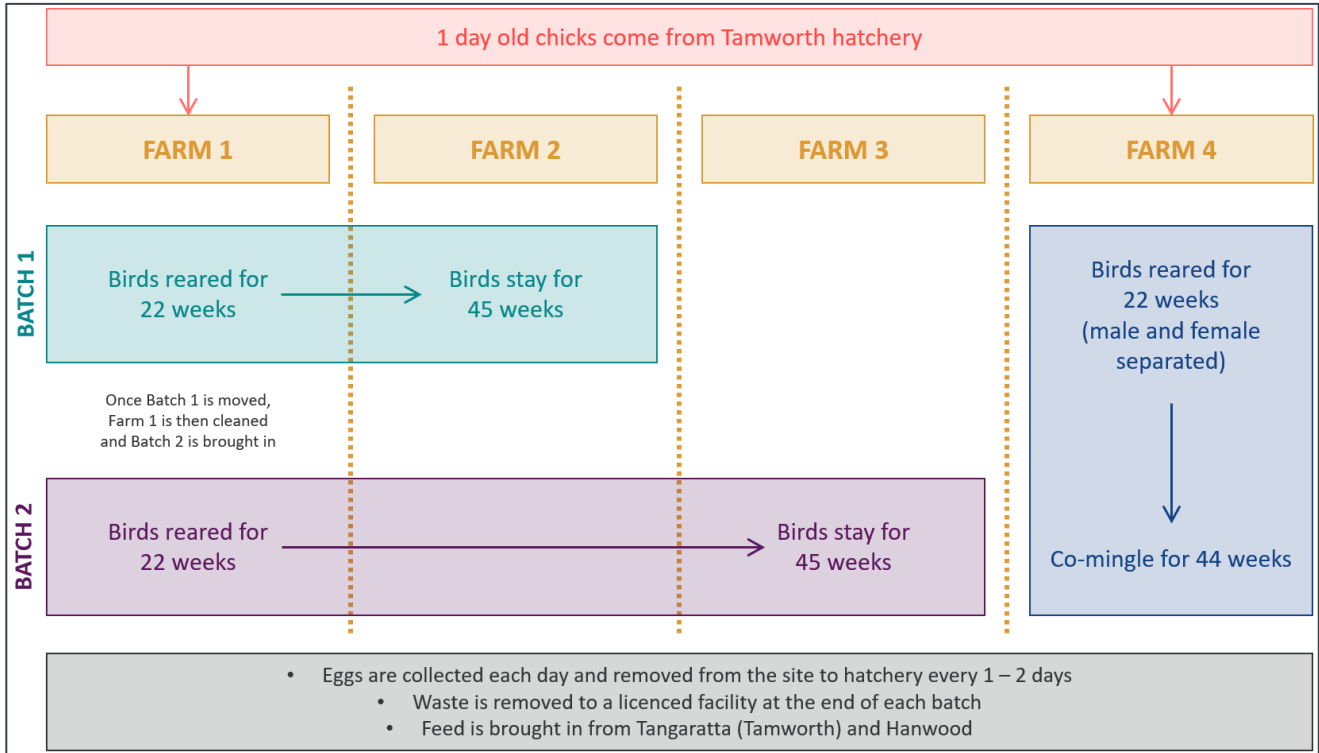 1 day old chicks come from Tamworth hatchery
FARM 1
FARM 2
FARM 3
FARM 4
BATCH 1
Birds reared for
22 weeks
Birds stay for
45 weeks
Birds reared for
22 weeks
(male and female
separated)
Once Batch 1 is moved,
Farm 1 is then cleaned
and Batch 2 is brought in
BATCH 2
Birds reared for
22 weeks
Birds stay for
45 weeks
Co-mingle for 44 weeks
• Eggs are collected each day and removed from the site to hatchery every 1 – 2 days
• Waste is removed to a licenced facility at the end of each batch
• Feed is brought in from Tangaratta (Tamworth) and Hanwood